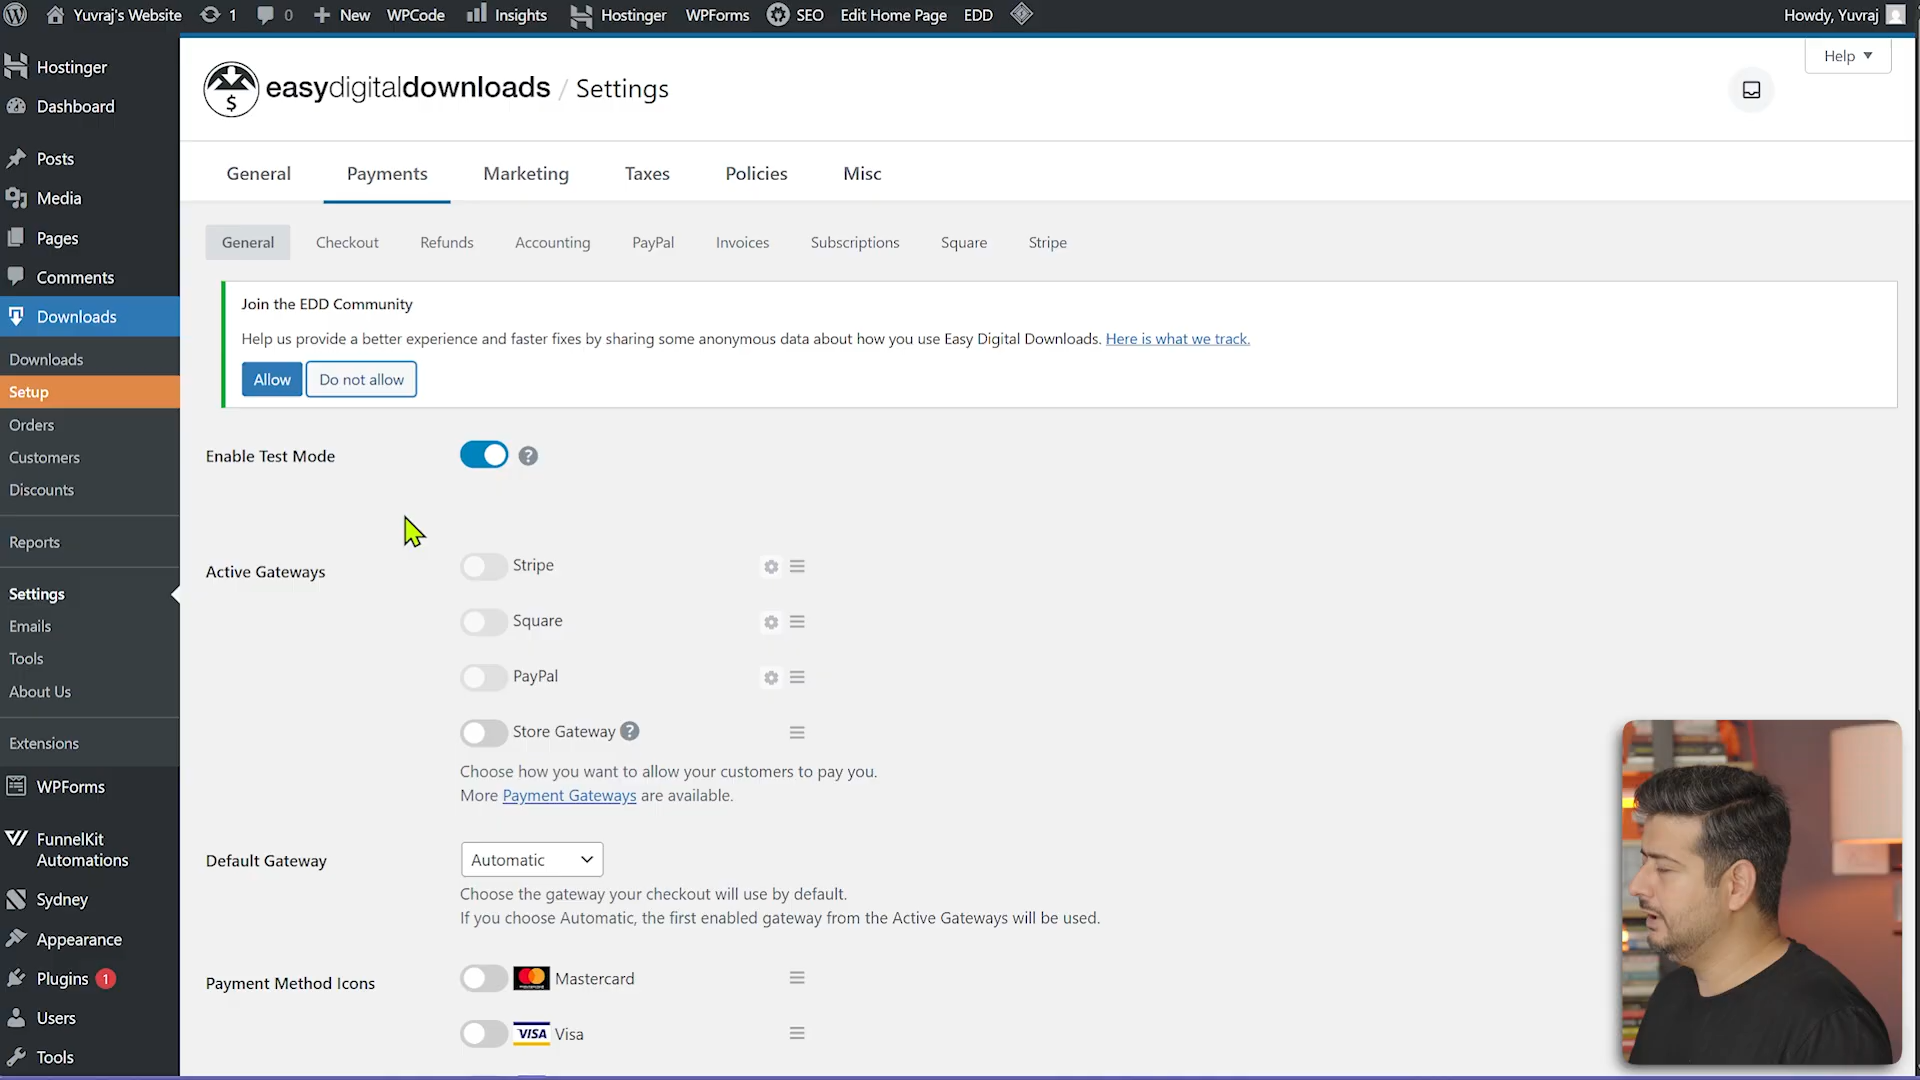 Yuvraj's Website 1 0 New WPCode Insights Hostinger WPForms SEO Edit Home Page EDD Howdy, Yuvraj
Hostinger
Dashboard
Posts
Media
Pages
Comments
Downloads
Downloads
Setup
Orders
Customers
Discounts
Reports
Settings
Emails
Tools
About Us
Extensions
WPForms
FunnelKit
Automations
Sydney
Appearance
Plugins 1
Users
Tools
Help
$ easydigitaldownloads / Settings
General Payments Marketing Taxes Policies Misc
General Checkout Refunds Accounting PayPal Invoices Subscriptions Square Stripe
Join the EDD Community
Help us provide a better experience and faster fixes by sharing some anonymous data about how you use Easy Digital Downloads. Here is what we track.
Allow Do not allow
Enable Test Mode ?
Active Gateways
Stripe
Square
PayPal
Store Gateway ?
Choose how you want to allow your customers to pay you.
More Payment Gateways are available.
Default Gateway
Automatic
Choose the gateway your checkout will use by default.
If you choose Automatic, the first enabled gateway from the Active Gateways will be used.
Payment Method Icons
Mastercard
VISA Visa